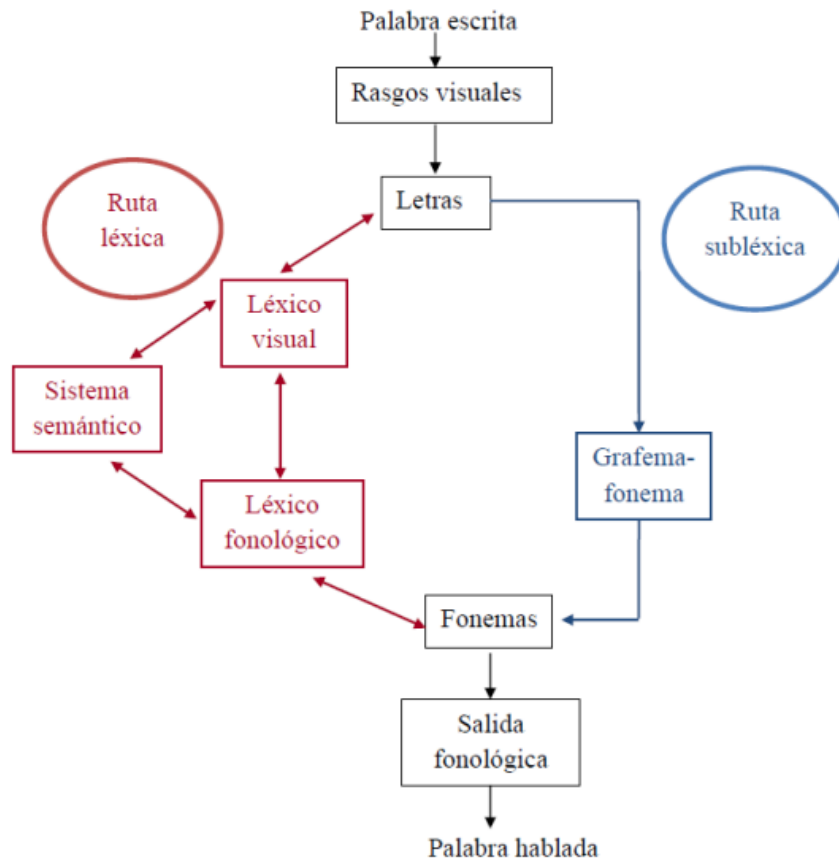 Palabra escrita
Rasgos visuales
Letras
Ruta
léxica
Ruta
subléxica
Léxico
visual
Sistema
semántico
Grafema-
fonema
Léxico
fonológico
Fonemas
Salida
fonológica
Palabra hablada